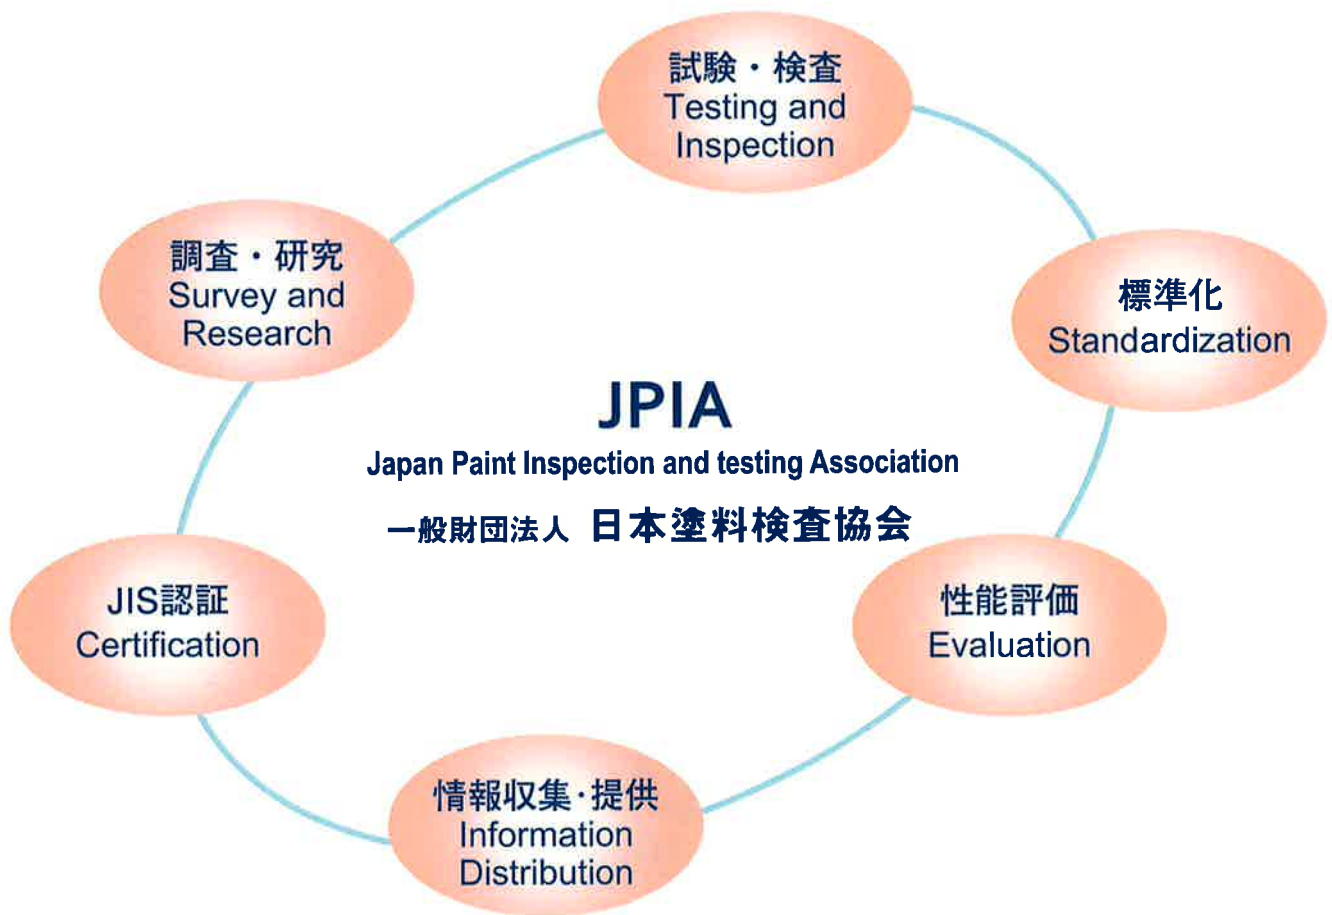 試験・検査
Testing and
Inspection
調査・研究
Survey and
Research
標準化
Standardization
JPIA
Japan Paint Inspection and testing Association
一般財団法人 日本塗料検査協会
JIS認証
Certification
性能評価
Evaluation
情報収集・提供
Information
Distribution